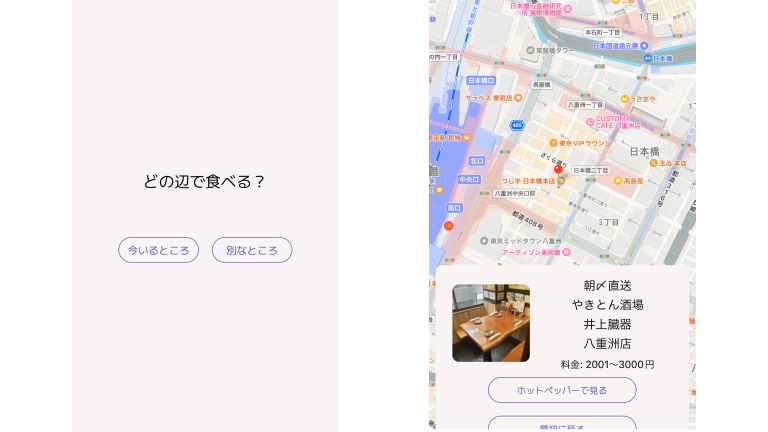 どの辺で食べる？
今いるところ
別なところ
日本銀行金融研究
所 貨幣博物館
1丁目
本石町一丁目
日本国道路元標
常盤橋タワー
日本橋
の内一丁目
日本橋口
呉服橋
サラベス 東京店
八重洲一丁目
うさぎや
CUSTOMA
CAFE 八重洲店
405
東京 VIP ラウンジ
日本橋
北口
さくら通り
玉ゐ 本店
日本橋二丁目
中央口
つじ半 日本橋本店
高島屋
八重洲中央口前
南口
都道408号
3丁目
都道316号
東京ミッドタウン八重洲
アーティゾン美術館
朝〆直送
やきとん酒場
井上臓器
八重洲店
料金: 2001〜3000円
ホットペッパーで見る
最初に戻る